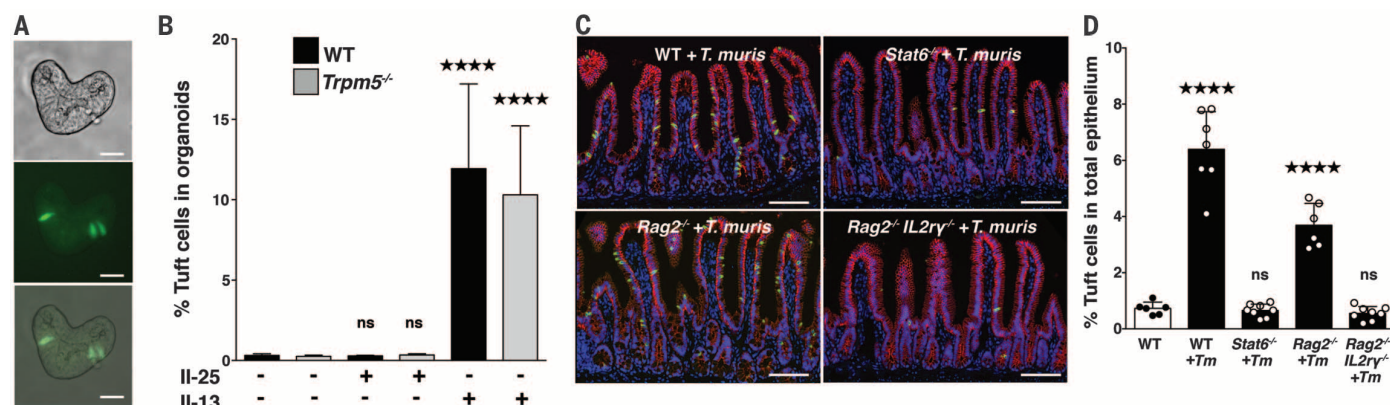 A
B
% Tuft cells in organoids
20
15
10
5
0
WT
Trpm5-/-
ns
ns
★★★★
★★★★
Il-25 - - + + - -
Il-13 - - - - + +
C
WT + T. muris
Stat6-/- + T. muris
Rag2-/- + T. muris
Rag2-/- IL2rγ-/- + T. muris
D
% Tuft cells in total epithelium
10
8
6
4
2
0
★★★★
ns
★★★★
ns
WT
WT
+Tm
Stat6-/-
+Tm
Rag2-/-
+Tm
Rag2-/-
IL2rγ-/-
+Tm